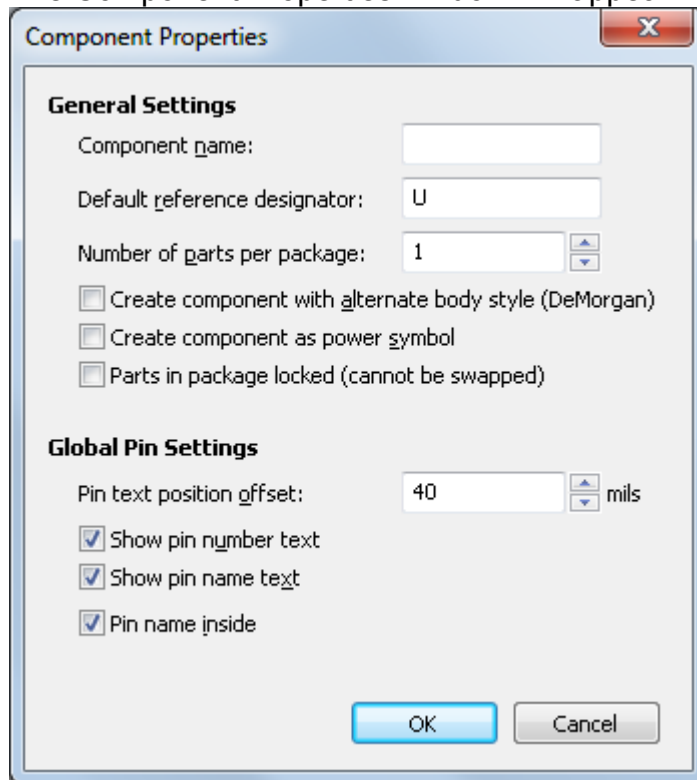 Component Properties
General Settings
Component name:
Default reference designator: U
Number of parts per package: 1
Create component with alternate body style (DeMorgan)
Create component as power symbol
Parts in package locked (cannot be swapped)
Global Pin Settings
Pin text position offset: 40 mils
Show pin number text
Show pin name text
Pin name inside
OK Cancel